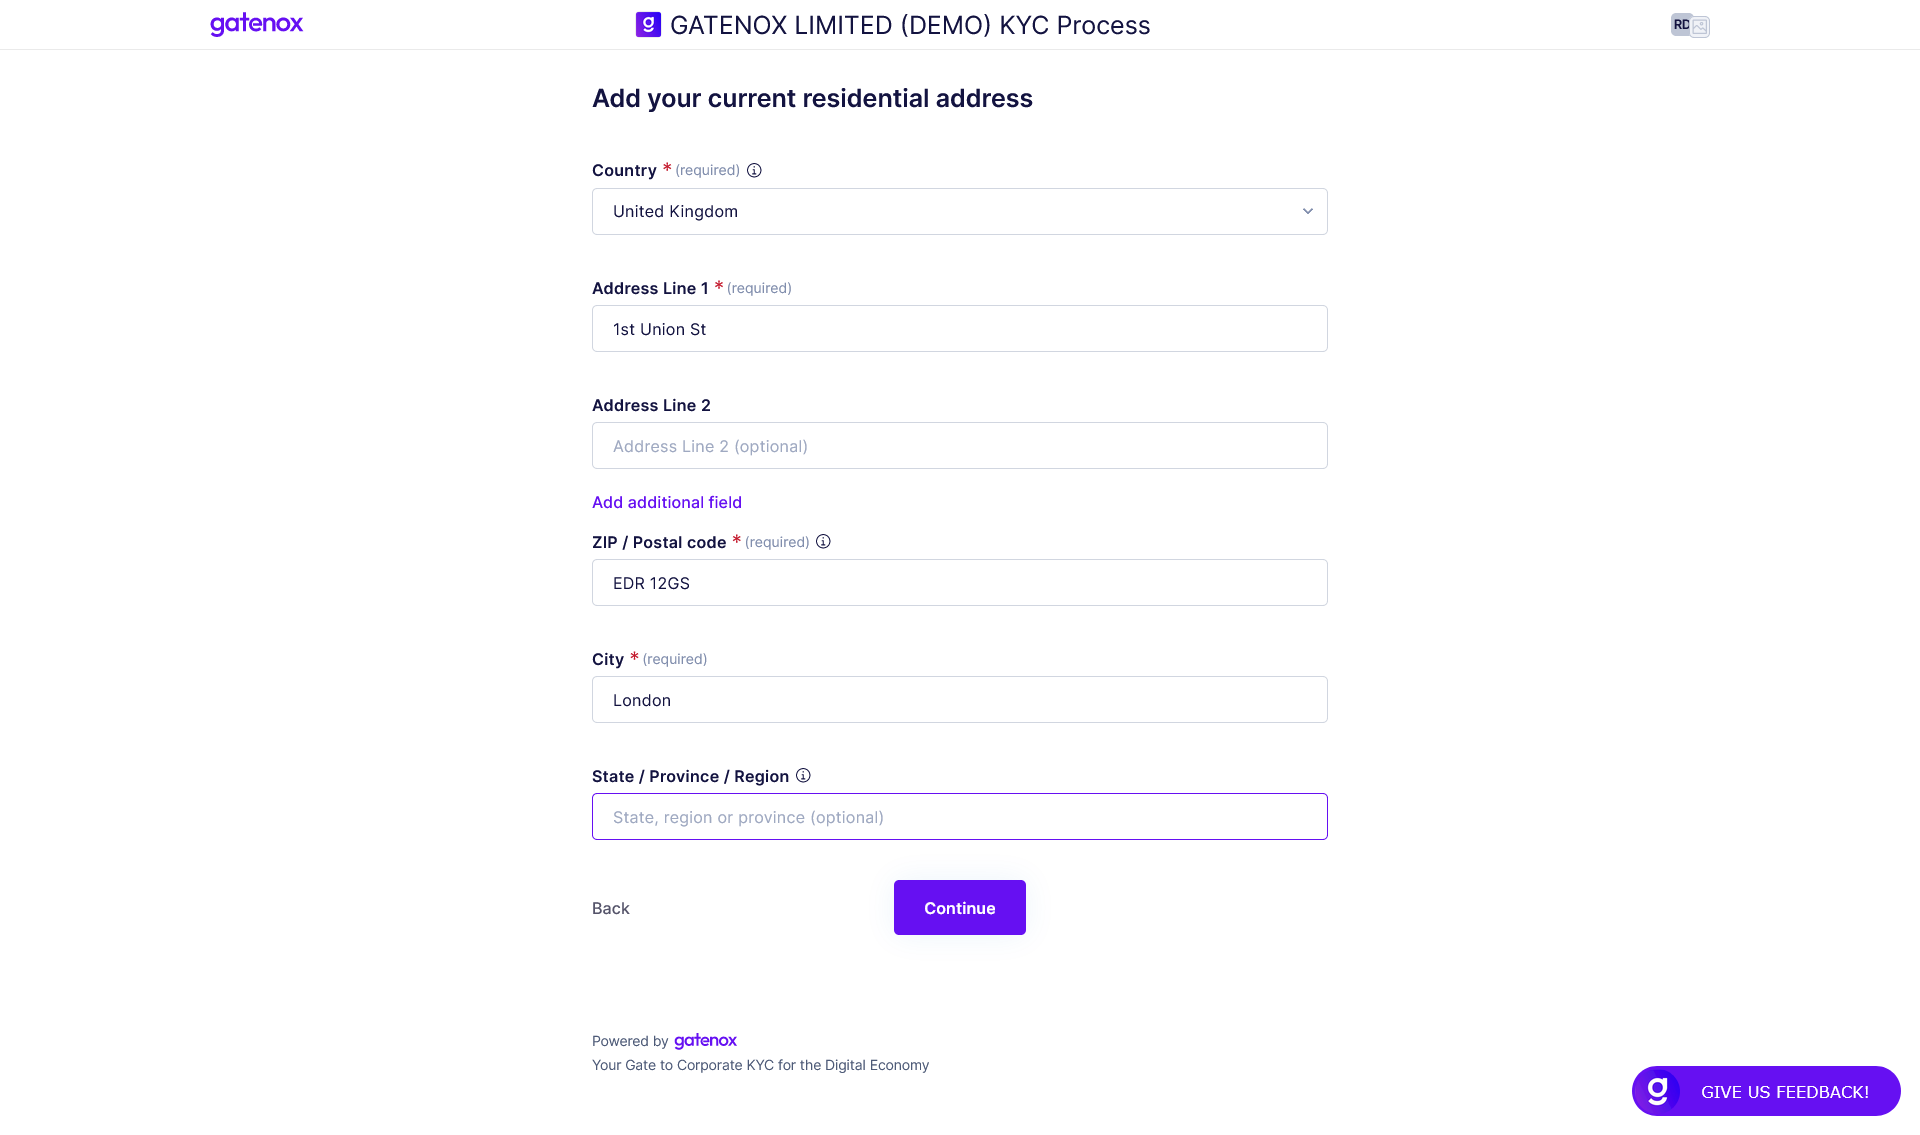 gatenox
g GATENOX LIMITED (DEMO) KYC Process
RD
Add your current residential address
Country * (required)
United Kingdom
Address Line 1 * (required)
1st Union St
Address Line 2
Address Line 2 (optional)
Add additional field
ZIP / Postal code * (required)
EDR 12GS
City * (required)
London
State / Province / Region
State, region or province (optional)
Back
Continue
Powered by gatenox
Your Gate to Corporate KYC for the Digital Economy
g GIVE US FEEDBACK!